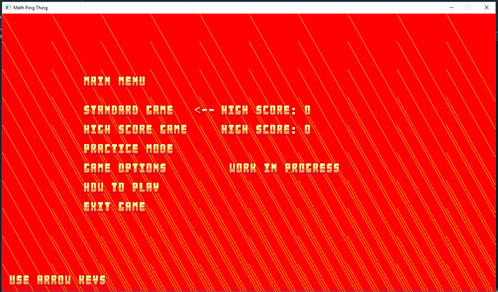 Math Ping Thing
MAIN MENU
STANDARD GAME <-- HIGH SCORE: 0
HIGH SCORE GAME HIGH SCORE: 0
PRACTICE MODE
GAME OPTIONS WORK IN PROGRESS
HOW TO PLAY
EXIT GAME
USE ARROW KEYS